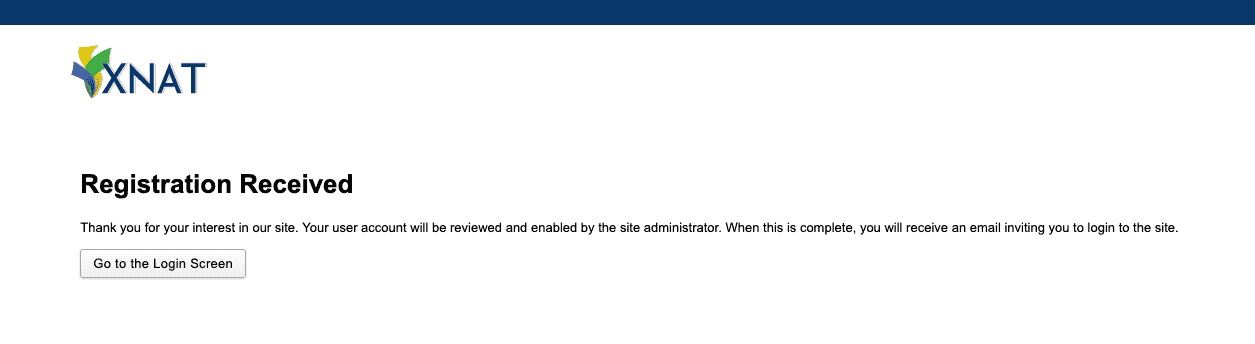 XNAT
Registration Received
Thank you for your interest in our site. Your user account will be reviewed and enabled by the site administrator. When this is complete, you will receive an email inviting you to login to the site.
Go to the Login Screen